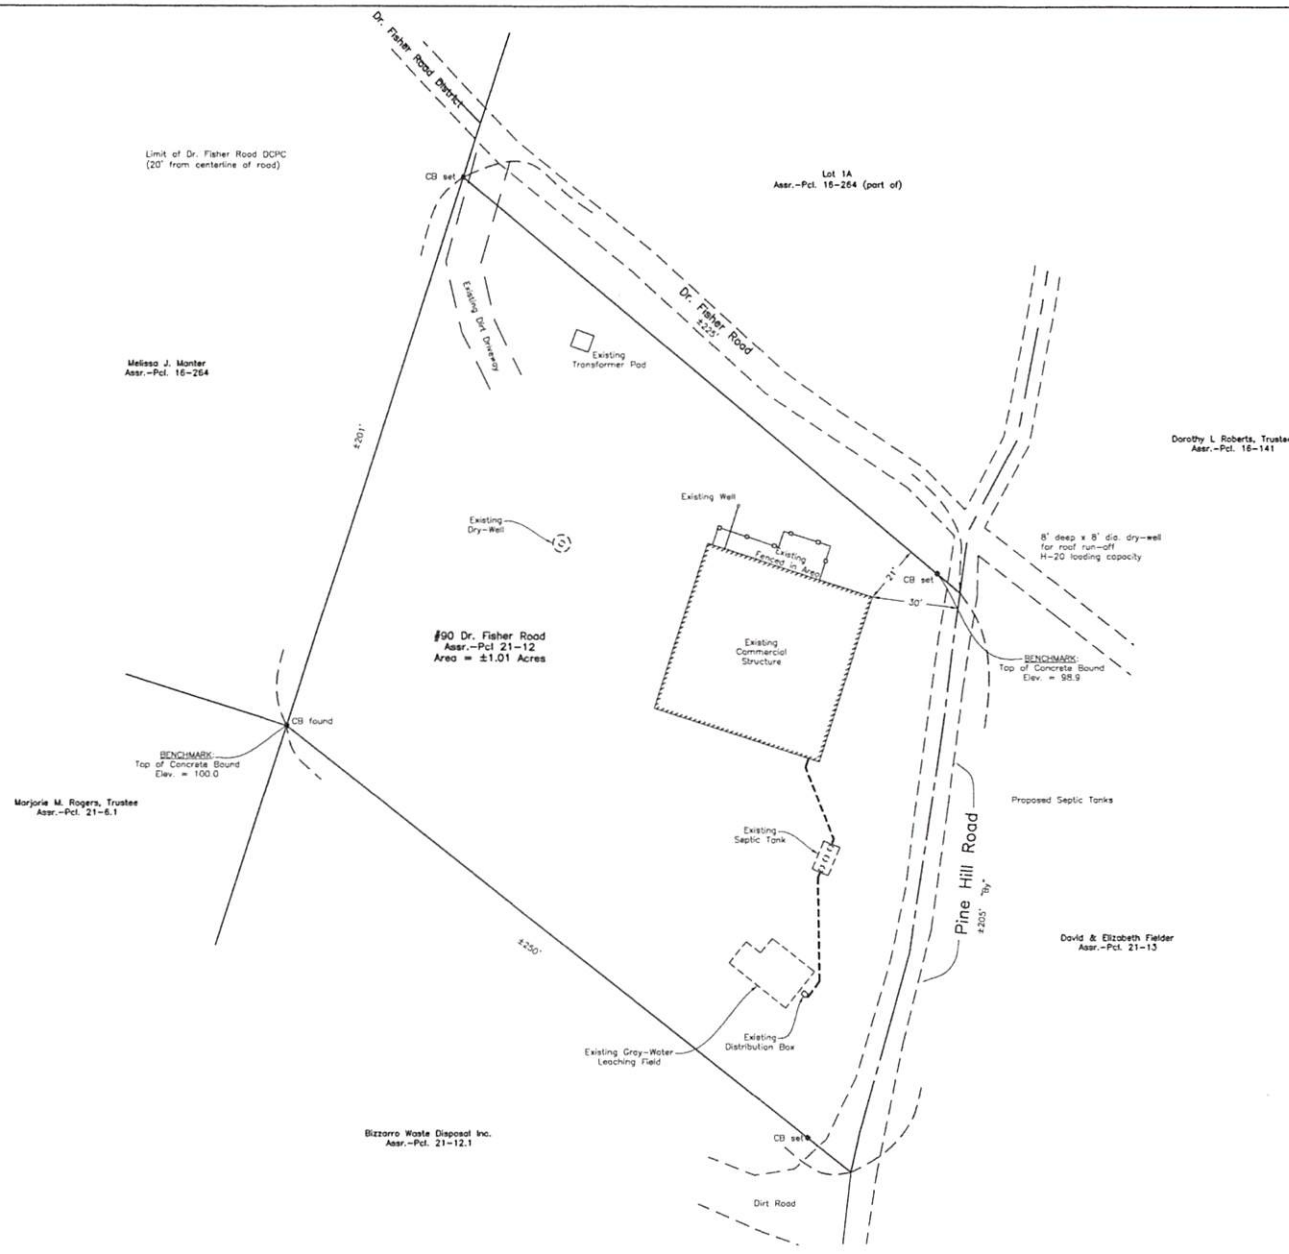 Dr. Fisher Road District
Limit of Dr. Fisher Road DCPC
(20' from centerline of road)
CB set
Lot 1A
Assr.-Pcl. 16-264 (part of)
Existing Dirt Driveway
Dr. Fisher Road
±225'
Existing
Transformer Pad
Melissa J. Manter
Assr.-Pcl. 16-264
±201'
Dorothy L Roberts, Trustee
Assr.-Pcl. 16-141
Existing Well
Existing
Dry-Well
Existing
Fenced in Area
8' deep x 8' dia. dry-well
for roof run-off
H-20 loading capacity
21'
CB set
30'
#90 Dr. Fisher Road
Assr.-Pcl 21-12
Area = ±1.01 Acres
Existing
Commercial
Structure
BENCHMARK:
Top of Concrete Bound
Elev. = 98.9
CB found
BENCHMARK:
Top of Concrete Bound
Elev. = 100.0
Marjorie M. Rogers, Trustee
Assr.-Pcl. 21-6.1
Proposed Septic Tanks
Existing
Septic Tank
Pine Hill Road
±205' "By"
±250'
David & Elizabeth Fielder
Assr.-Pcl. 21-13
Existing
Distribution Box
Existing Gray-Water
Leaching Field
Bizzarro Waste Disposal Inc.
Assr.-Pcl. 21-12.1
CB set
Dirt Road